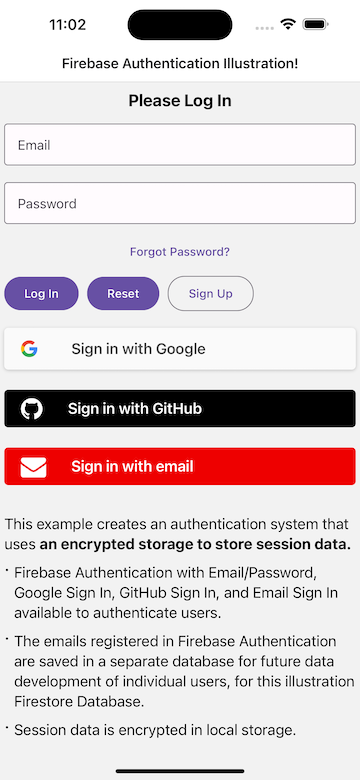 11:02
Firebase Authentication Illustration!
Please Log In
Email
Password
Forgot Password?
Log In Reset Sign Up
Sign in with Google
Sign in with GitHub
Sign in with email
This example creates an authentication system that
uses an encrypted storage to store session data.
· Firebase Authentication with Email/Password,
Google Sign In, GitHub Sign In, and Email Sign In
available to authenticate users.
· The emails registered in Firebase Authentication
are saved in a separate database for future data
development of individual users, for this illustration
Firestore Database.
· Session data is encrypted in local storage.